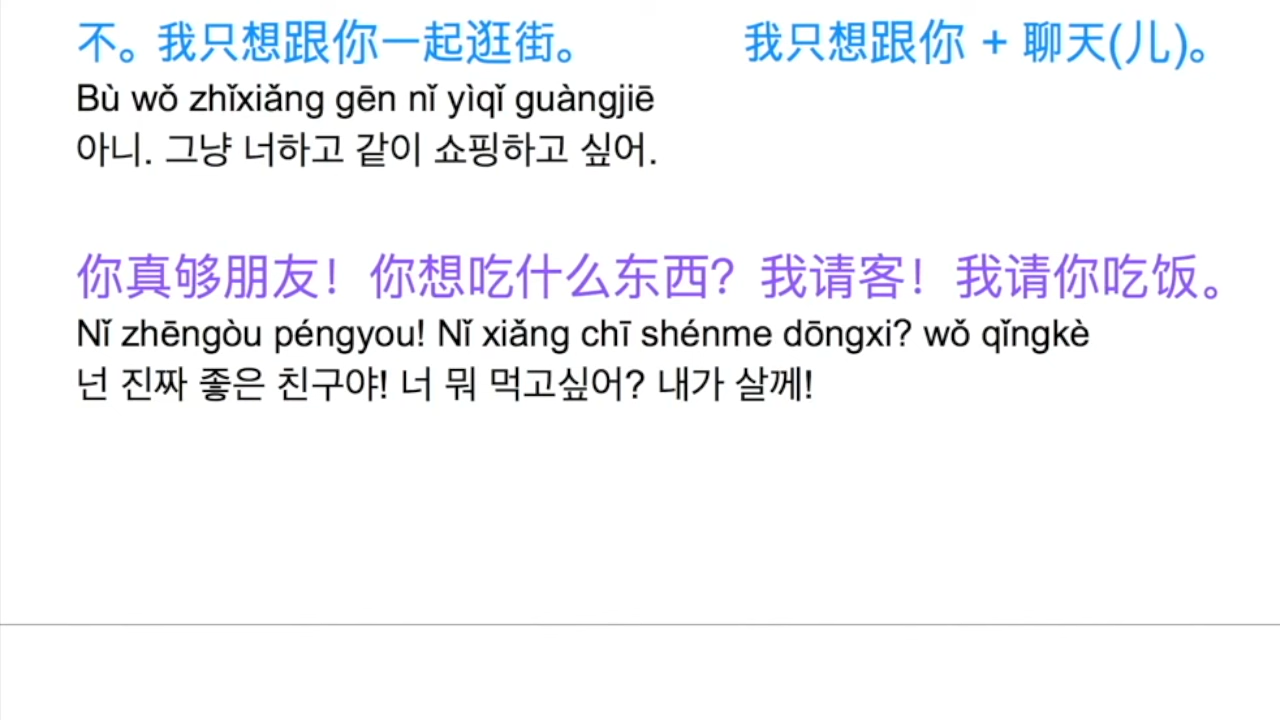 不。我只想跟你一起逛街。 我只想跟你 + 聊天(儿)。
Bù wǒ zhǐxiǎng gēn nǐ yìqǐ guàngjiē
아니. 그냥 너하고 같이 쇼핑하고 싶어.
你真够朋友！你想吃什么东西？我请客！我请你吃饭。
Nǐ zhēngòu péngyou! Nǐ xiǎng chī shénme dōngxi? wǒ qǐngkè
넌 진짜 좋은 친구야! 너 뭐 먹고싶어? 내가 살께!